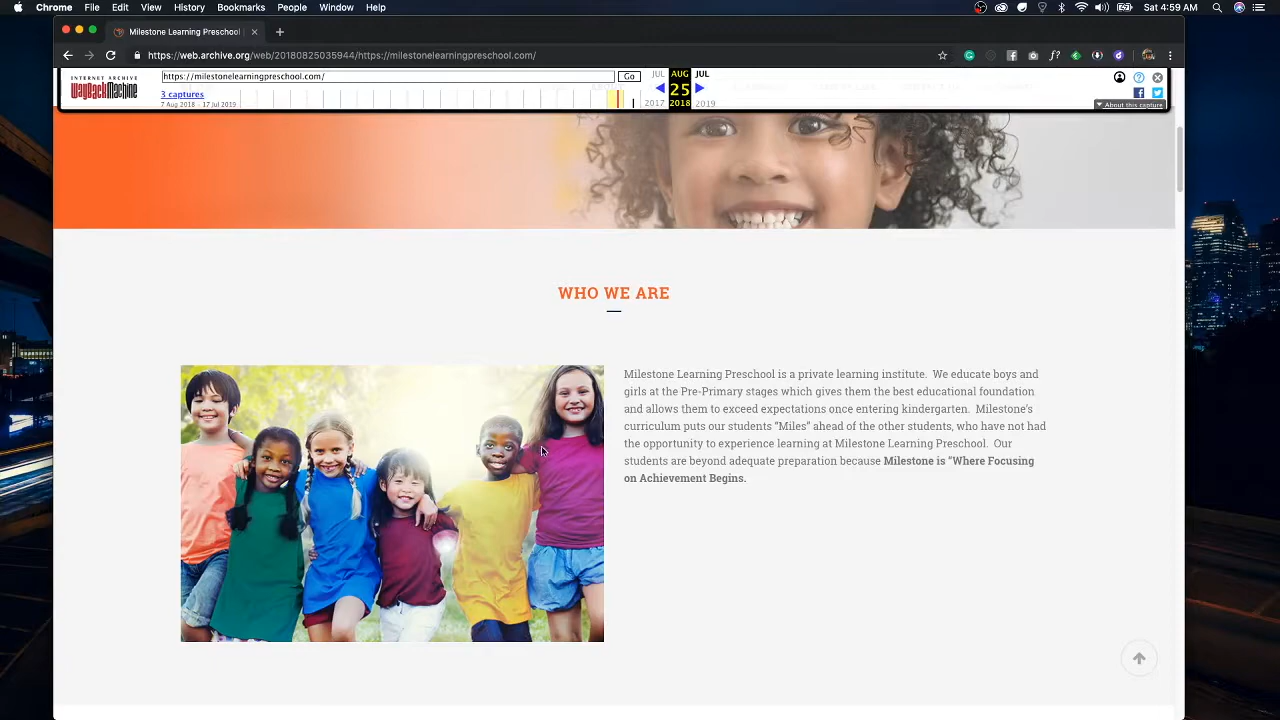 Chrome File Edit View History Bookmarks People Window Help
Sat 4:59 AM
Milestone Learning Preschool |
https://web.archive.org/web/20180825035944/https://milestonelearningpreschool.com/
INTERNET ARCHIVE
WayBackMachine
https://milestonelearningpreschool.com/
Go
JUL AUG JUL
3 captures
25
7 Aug 2018 - 17 Jul 2019
2017 2018 2019
About this capture
WHO WE ARE
Milestone Learning Preschool is a private learning institute. We educate boys and
girls at the Pre-Primary stages which gives them the best educational foundation
and allows them to exceed expectations once entering kindergarten. Milestone’s
curriculum puts our students “Miles” ahead of the other students, who have not had
the opportunity to experience learning at Milestone Learning Preschool. Our
students are beyond adequate preparation because Milestone is “Where Focusing
on Achievement Begins.